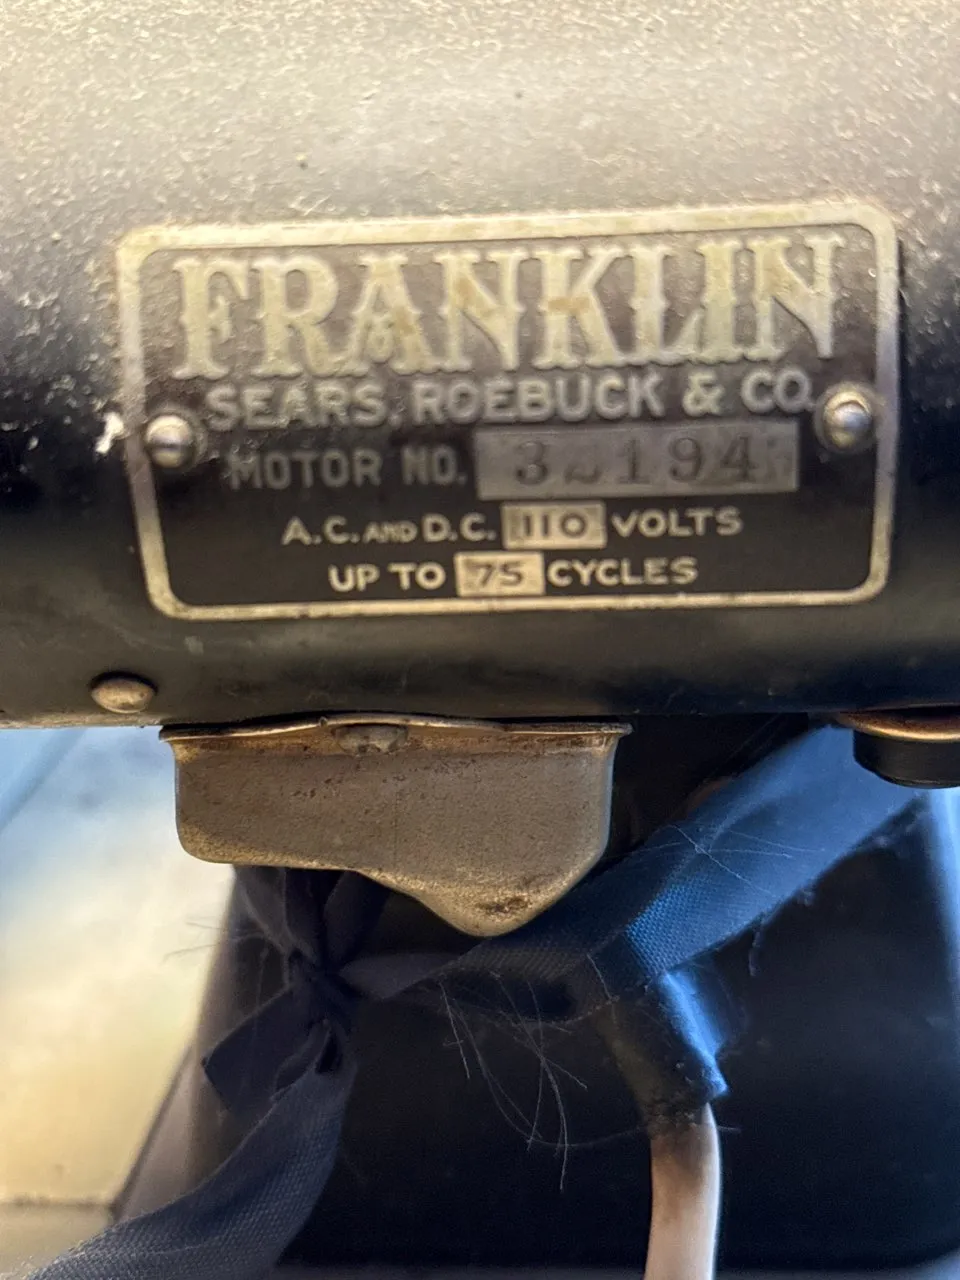 FRANKLIN
SEARS, ROEBUCK & CO.
MOTOR NO.
A.C. AND D.C. 110 VOLTS
UP TO 75 CYCLES